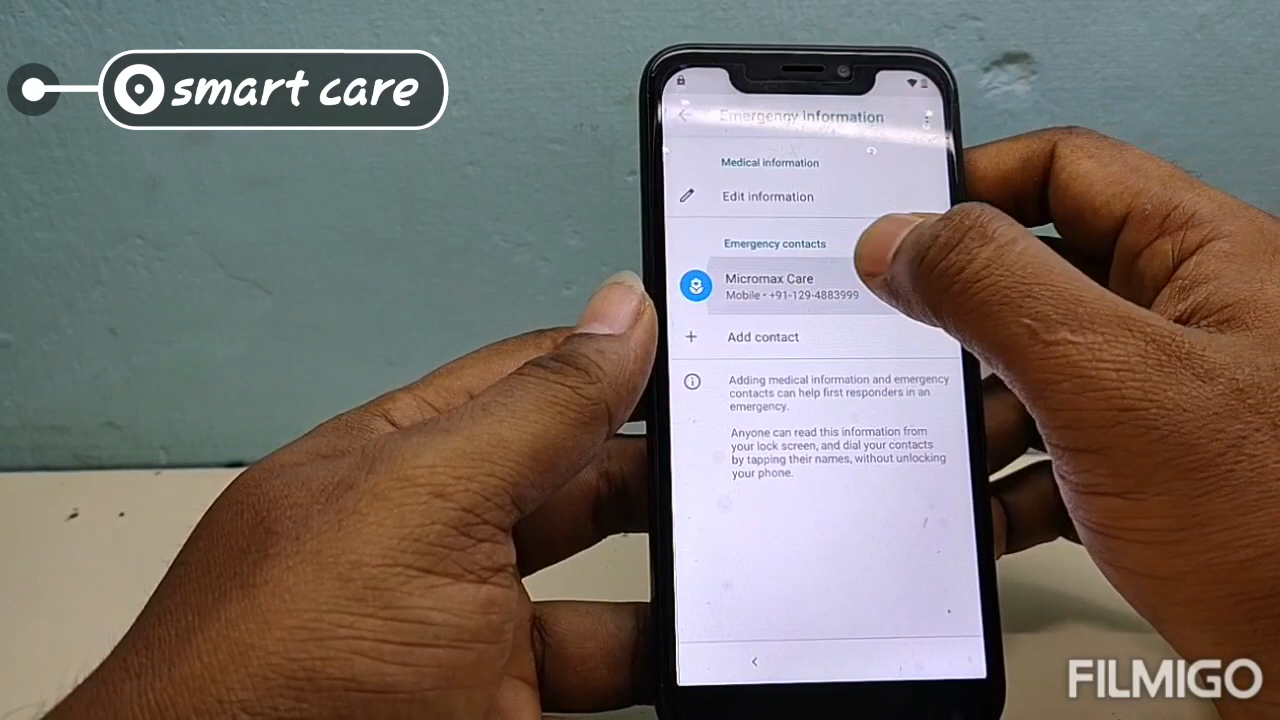 smart care
Emergency information
Medical information
Edit information
Emergency contacts
Micromax Care
Mobile • +91-129-4883999
Add contact
Adding medical information and emergency
contacts can help first responders in an
emergency.
Anyone can read this information from
your lock screen, and dial your contacts
by tapping their names, without unlocking
your phone.
FILMIGO